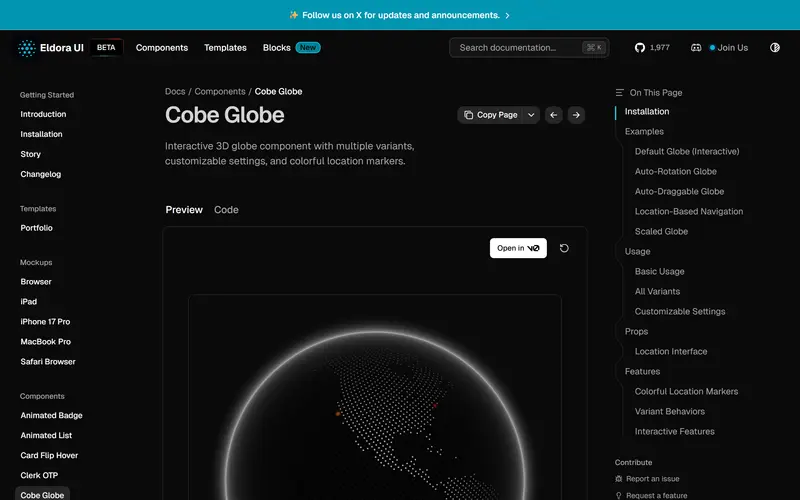 ✨ Follow us on X for updates and announcements.
Eldora UI
BETA
Components
Templates
Blocks
New
Search documentation...
⌘ K
1,977
Join Us
Getting Started
Introduction
Installation
Story
Changelog
Templates
Portfolio
Mockups
Browser
iPad
iPhone 17 Pro
MacBook Pro
Safari Browser
Components
Animated Badge
Animated List
Card Flip Hover
Clerk OTP
Cobe Globe
Docs / Components / Cobe Globe
Cobe Globe
Copy Page
Interactive 3D globe component with multiple variants,
customizable settings, and colorful location markers.
Preview
Code
Open in v0
On This Page
Installation
Examples
Default Globe (Interactive)
Auto-Rotation Globe
Auto-Draggable Globe
Location-Based Navigation
Scaled Globe
Usage
Basic Usage
All Variants
Customizable Settings
Props
Location Interface
Features
Colorful Location Markers
Variant Behaviors
Interactive Features
Contribute
Report an issue
Request a feature